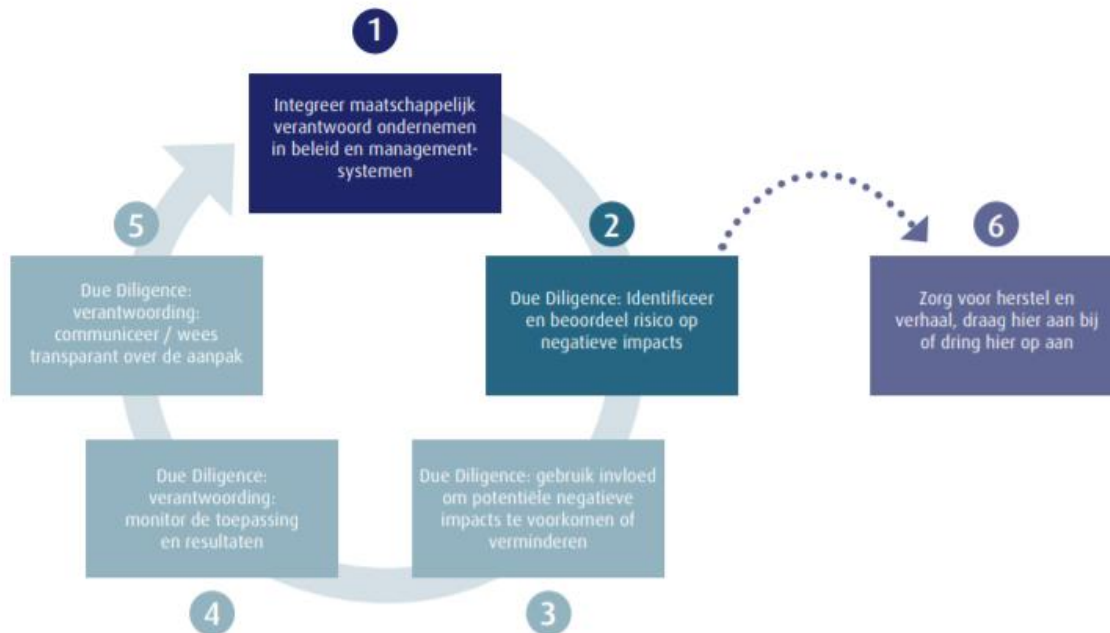 1
Integreer maatschappelijk
verantwoord ondernemen
in beleid en management-
systemen
2
Due Diligence: Identificeer
en beoordeel risico op
negatieve impacts
3
Due Diligence: gebruik invloed
om potentiële negatieve
impacts te voorkomen of
verminderen
4
Due Diligence:
verantwoording:
monitor de toepassing
en resultaten
5
Due Diligence:
verantwoording:
communiceer / wees
transparant over de aanpak
6
Zorg voor herstel en
verhaal, draag hier aan bij
of dring hier op aan